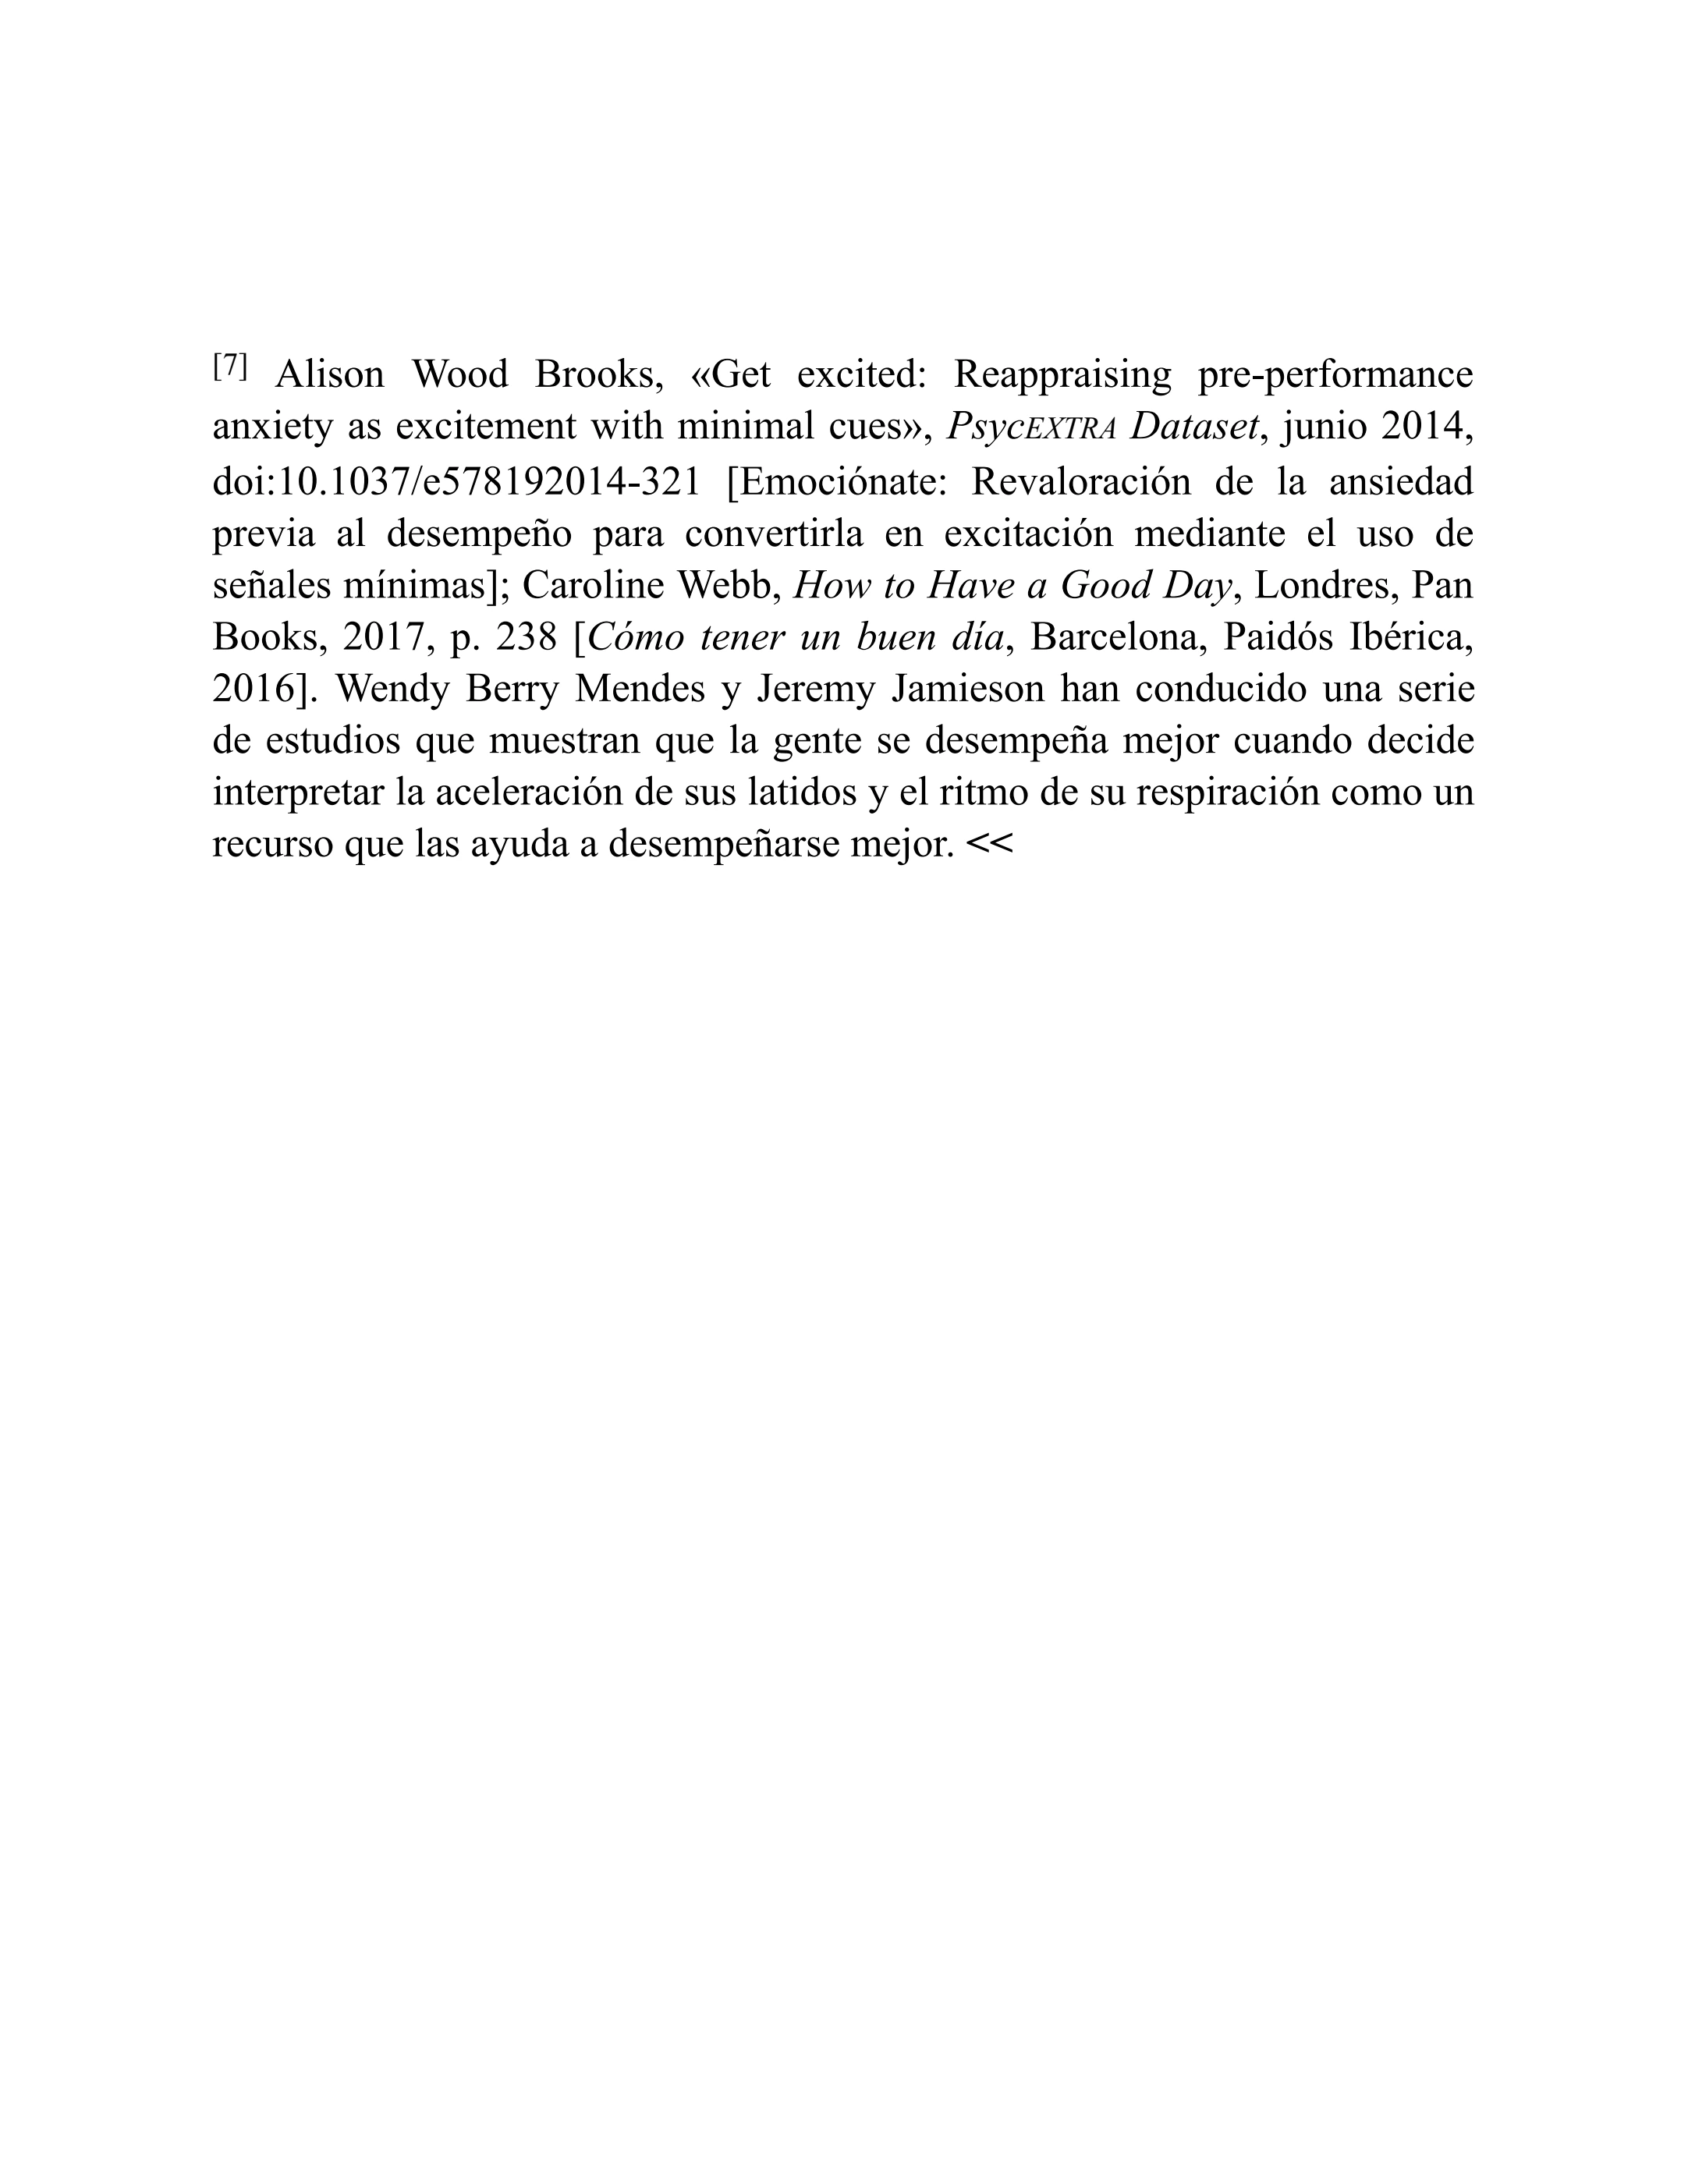 [7] Alison Wood Brooks, «Get excited: Reappraising pre-performance
anxiety as excitement with minimal cues», PsycEXTRA Dataset, junio 2014,
doi:10.1037/e578192014-321 [Emociónate: Revaloración de la ansiedad
previa al desempeño para convertirla en excitación mediante el uso de
señales mínimas]; Caroline Webb, How to Have a Good Day, Londres, Pan
Books, 2017, p. 238 [Cómo tener un buen día, Barcelona, Paidós Ibérica,
2016]. Wendy Berry Mendes y Jeremy Jamieson han conducido una serie
de estudios que muestran que la gente se desempeña mejor cuando decide
interpretar la aceleración de sus latidos y el ritmo de su respiración como un
recurso que las ayuda a desempeñarse mejor. <<